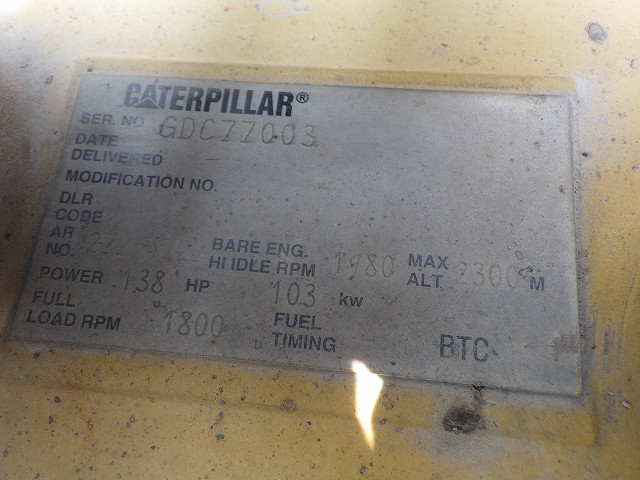 CATERPILLAR®
SER. NO GDC77003
DATE
DELIVERED -
MODIFICATION NO.
DLR
CODE
AR
NO. BARE ENG.
HI IDLE RPM 1980 MAX
ALT 2300 M
POWER 138 HP 103 kw
FULL
LOAD RPM 1800 FUEL
TIMING BTC